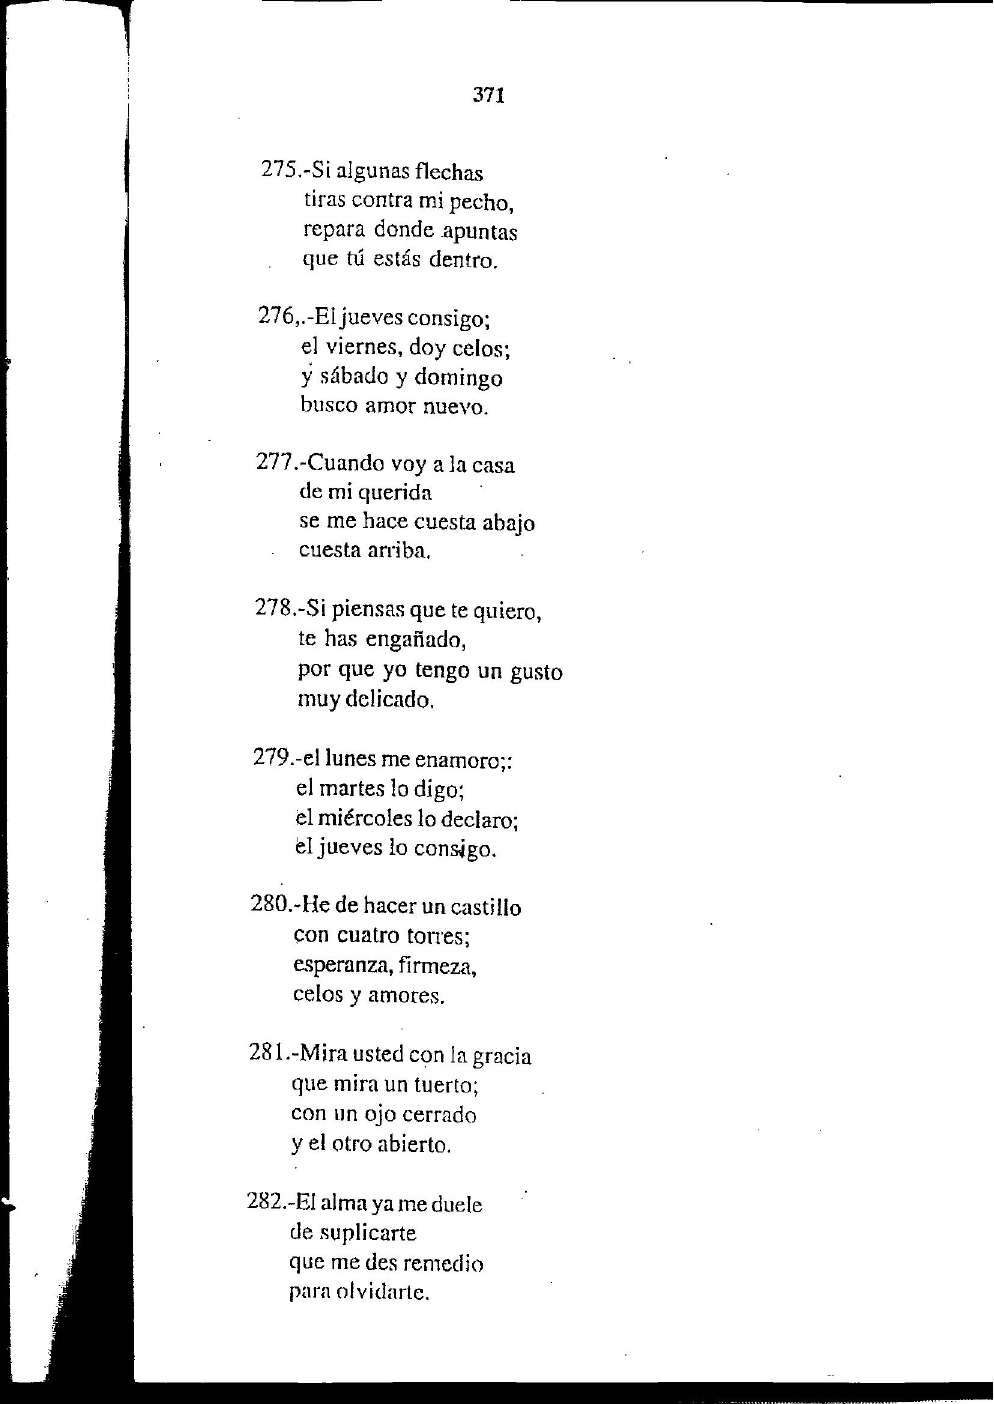 371
275.-Si algunas flechas
tiras contra mi pecho,
repara donde apuntas
que tú estás dentro.
276,.-El jueves consigo;
el viernes, doy celos;
y sábado y domingo
busco amor nuevo.
277.-Cuando voy a la casa
de mi querida
se me hace cuesta abajo
cuesta arriba.
278.-Si piensas que te quiero,
te has engañado,
por que yo tengo un gusto
muy delicado.
279.-el lunes me enamoro;:
el martes lo digo;
el miércoles lo declaro;
el jueves lo consigo.
280.-He de hacer un castillo
con cuatro torres;
esperanza, firmeza,
celos y amores.
281.-Mira usted con la gracia
que mira un tuerto;
con un ojo cerrado
y el otro abierto.
282.-El alma ya me duele
de suplicarte
que me des remedio
para olvidarte.